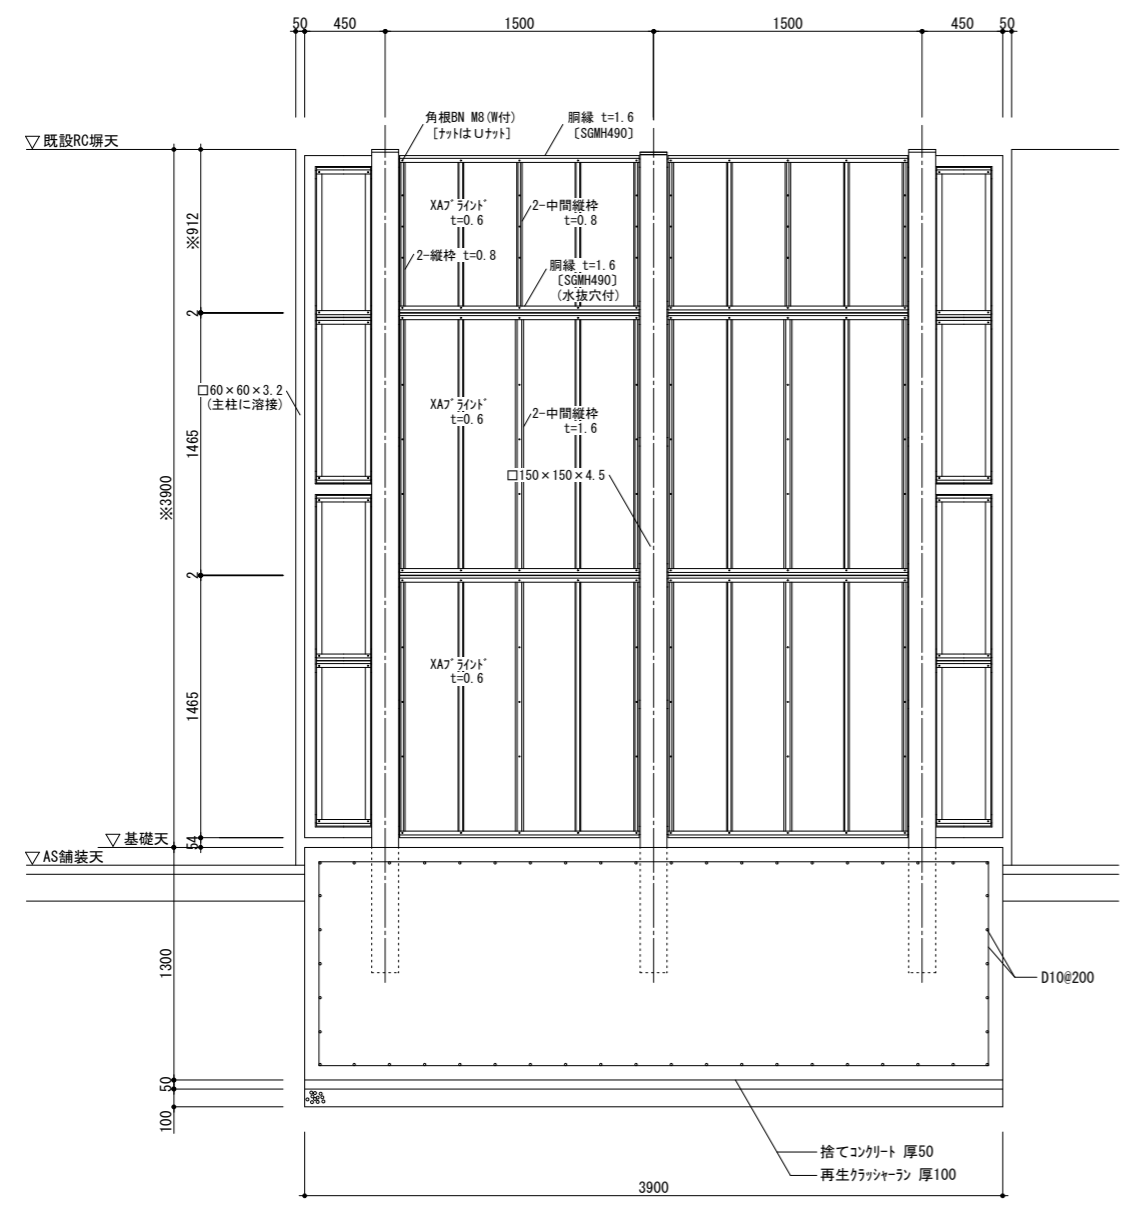 50 450 1500 1500 450 50
角根BN M8(W付)
[ナットはUナット]
胴縁 t=1.6
〔SGMH490〕
▽既設RC塀天
XAブラインド
t=0.6
2-中間縦枠
t=0.8
※912
2-縦枠 t=0.8
胴縁 t=1.6
〔SGMH490〕
(水抜穴付)
2
□60×60×3.2
(主柱に溶接)
XAブラインド
t=0.6
2-中間縦枠
t=1.6
1465
□150×150×4.5
※3900
2
XAブラインド
t=0.6
1465
▽基礎天
54
▽AS舗装天
1300
D10@200
50
100
捨てコンクリート 厚50
再生クラッシャーラン 厚100
3900